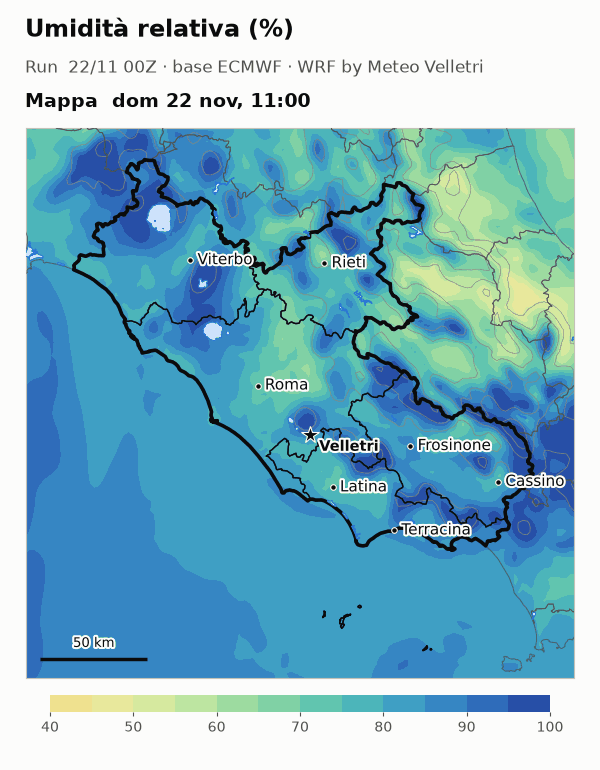 Umidità relativa (%)
Run  22/11 00Z · base ECMWF · WRF by Meteo Velletri
Mappa  dom 22 nov, 11:00
Viterbo
Rieti
Roma
Velletri
Frosinone
Cassino
Latina
Terracina
50 km
40 50 60 70 80 90 100